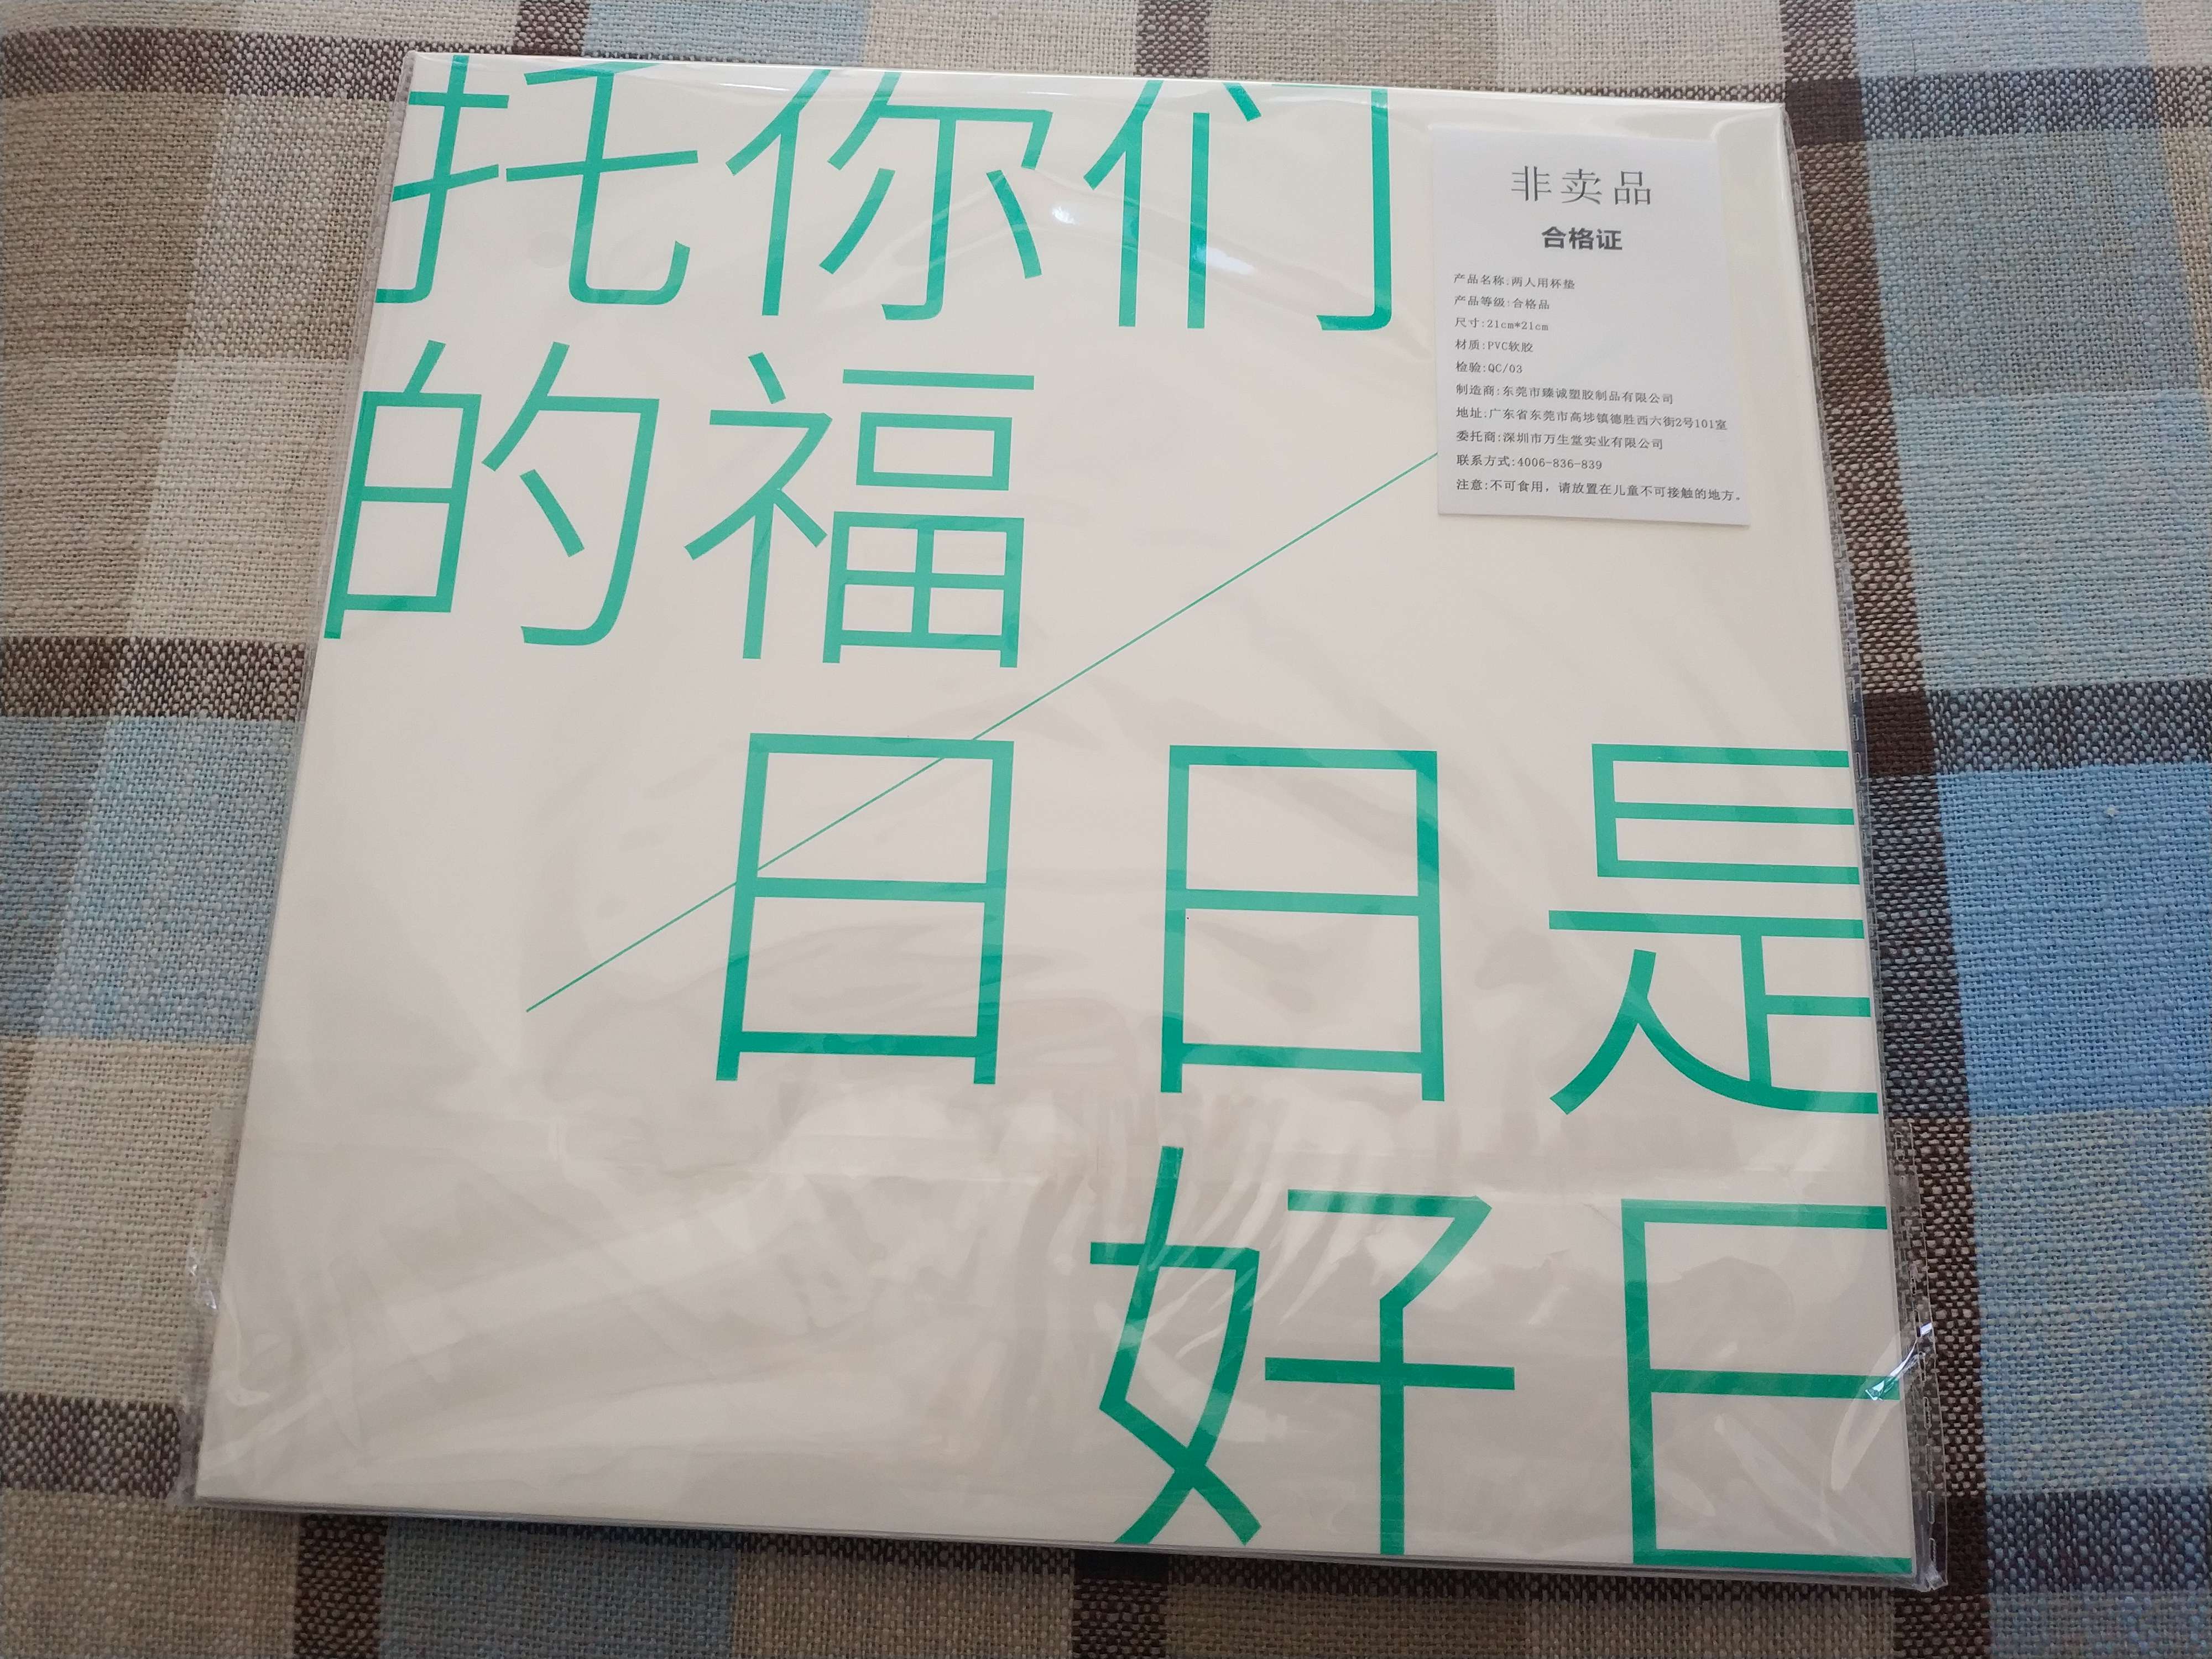 托你们
的福
日日是
好日
非卖品
合格证
产品名称:两人用杯垫
产品等级:合格品
尺寸:21cm*21cm
材质:PVC软胶
检验:QC/03
制造商:东莞市臻诚塑胶制品有限公司
地址:广东省东莞市高埗镇德胜西六街2号101室
委托商:深圳市万生堂实业有限公司
联系方式:4006-836-839
注意:不可食用，请放置在儿童不可接触的地方。